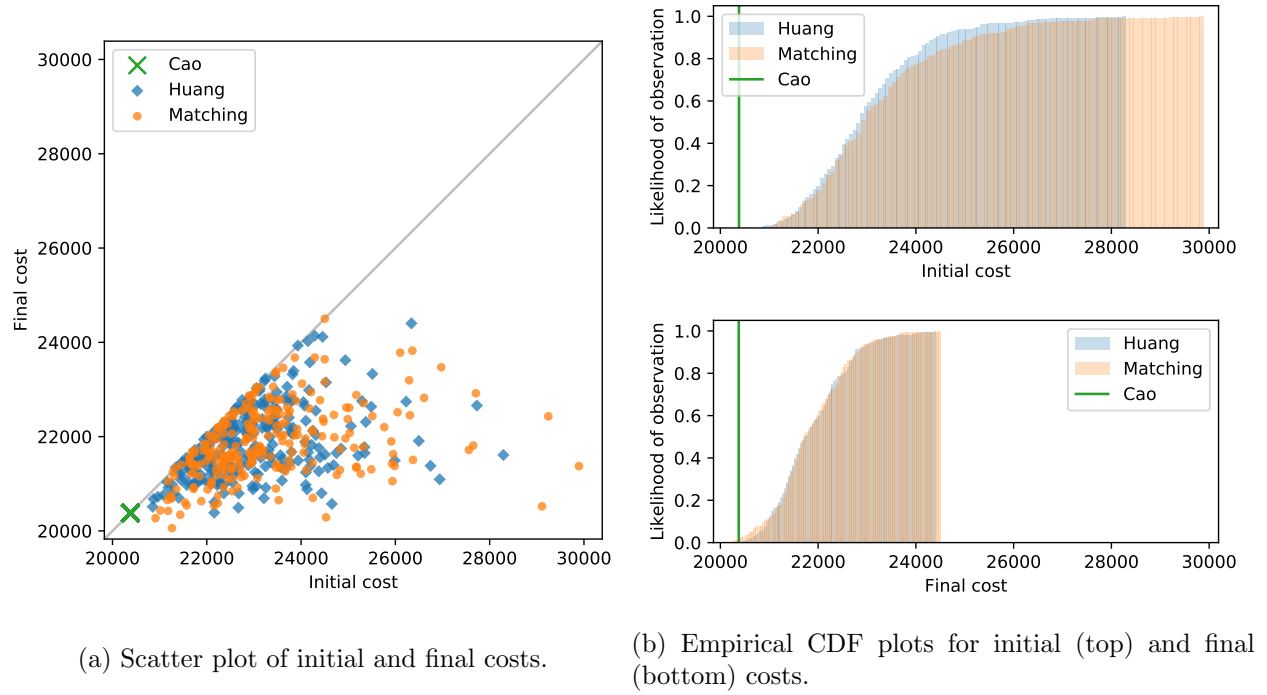 Cao
Huang
Matching
30000
28000
26000
24000
22000
20000
Final cost
20000 22000 24000 26000 28000 30000
Initial cost
(a) Scatter plot of initial and final costs.
1.0
0.8
0.6
0.4
0.2
0.0
Likelihood of observation
Huang
Matching
Cao
20000 22000 24000 26000 28000 30000
Initial cost
1.0
0.8
0.6
0.4
0.2
0.0
Likelihood of observation
Huang
Matching
Cao
20000 22000 24000 26000 28000 30000
Final cost
(b) Empirical CDF plots for initial (top) and final
(bottom) costs.